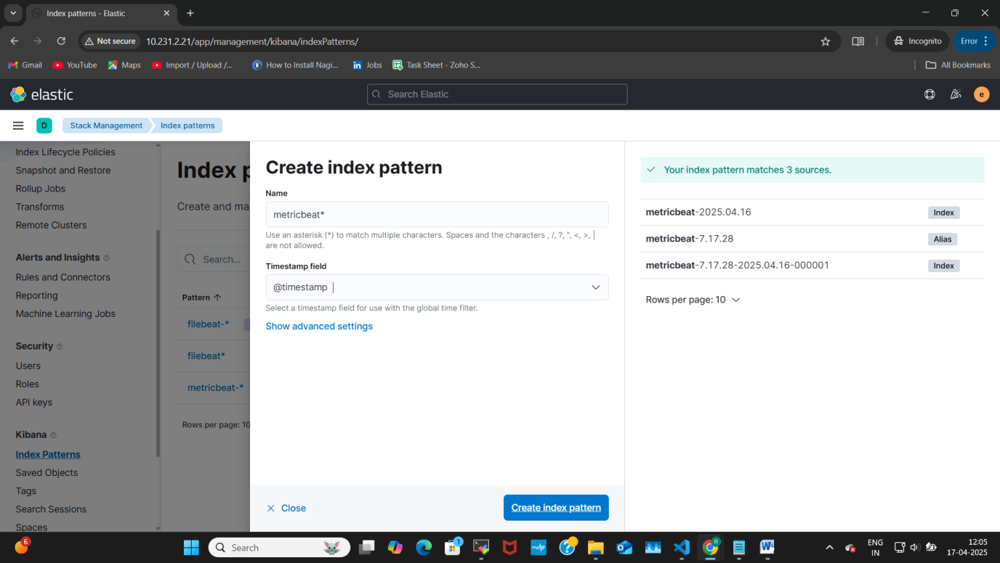 Index patterns - Elastic
Not secure
10.231.2.21/app/management/kibana/indexPatterns/
Incognito
Error
Gmail
YouTube
Maps
Import / Upload /...
How to Install Nagi...
Jobs
Task Sheet - Zoho S...
All Bookmarks
elastic
Search Elastic
e
D
Stack Management
Index patterns
Index Lifecycle Policies
Snapshot and Restore
Rollup Jobs
Transforms
Remote Clusters
Alerts and Insights
Rules and Connectors
Reporting
Machine Learning Jobs
Security
Users
Roles
API keys
Kibana
Index Patterns
Saved Objects
Tags
Search Sessions
Spaces
Index p
Create and ma
Search...
Pattern
filebeat-*
filebeat*
metricbeat-*
Rows per page: 10
Create index pattern
Name
metricbeat*
Use an asterisk (*) to match multiple characters. Spaces and the characters , /, ?, ", <, >, |
are not allowed.
Timestamp field
@timestamp
Select a timestamp field for use with the global time filter.
Show advanced settings
Close
Create index pattern
Your index pattern matches 3 sources.
metricbeat-2025.04.16 Index
metricbeat-7.17.28 Alias
metricbeat-7.17.28-2025.04.16-000001 Index
Rows per page: 10
6
Search
1
myhp
R
ENG
IN
12:05
17-04-2025